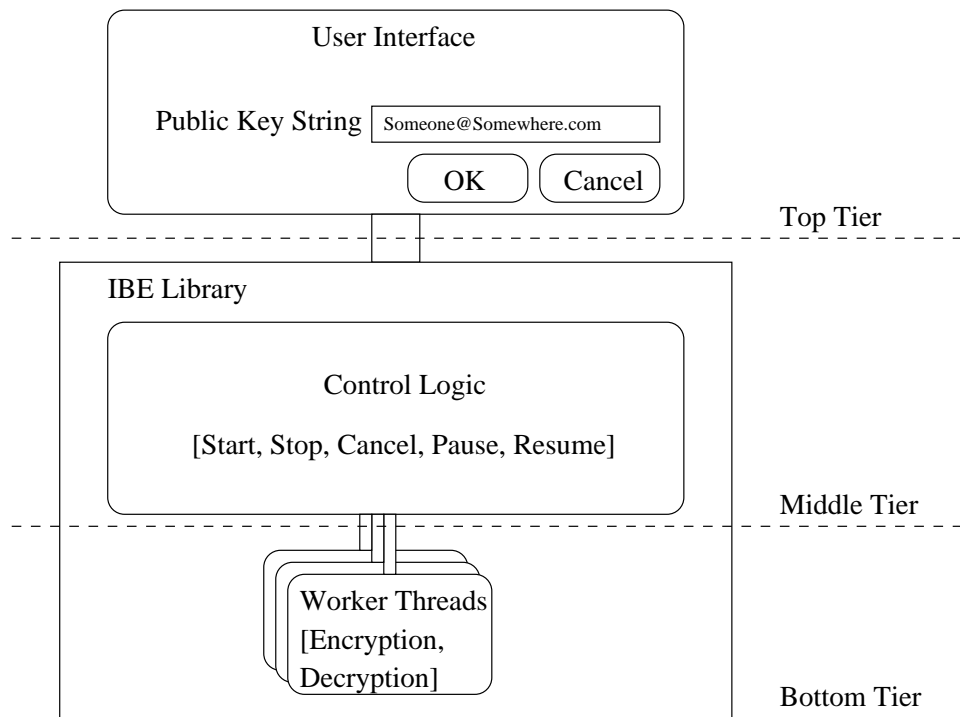 User Interface
Public Key String
Someone@Somewhere.com
OK
Cancel
Top Tier
IBE Library
Control Logic
[Start, Stop, Cancel, Pause, Resume]
Middle Tier
Worker Threads
[Encryption,
Decryption]
Bottom Tier